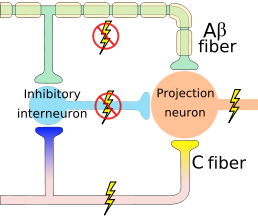 Aβ
fiber
Inhibitory
interneuron
Projection
neuron
C fiber